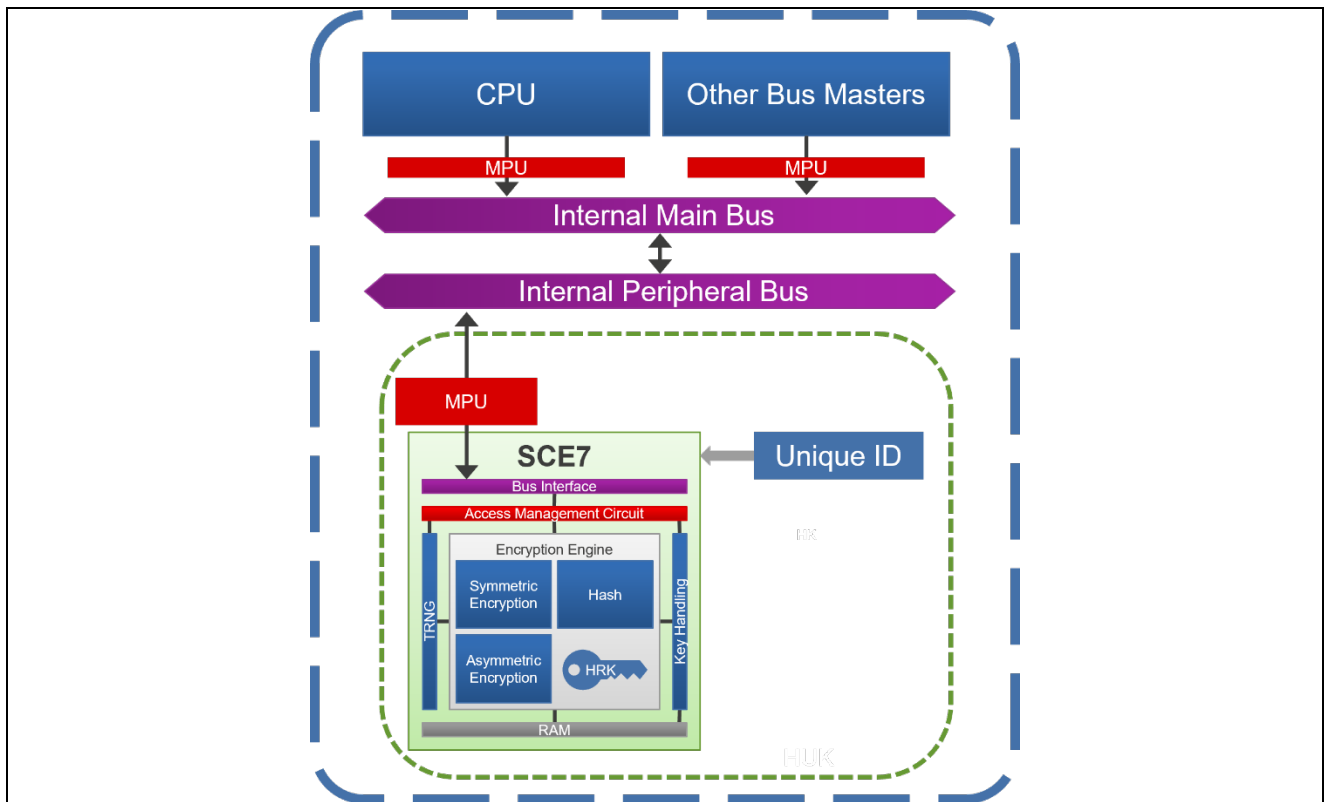 CPU
Other Bus Masters
MPU
MPU
Internal Main Bus
Internal Peripheral Bus
MPU
SCE7
Unique ID
Bus Interface
Access Management Circuit
Encryption Engine
Symmetric
Encryption
Hash
TRNG
Key Handling
Asymmetric
Encryption
HRK
RAM
HUK